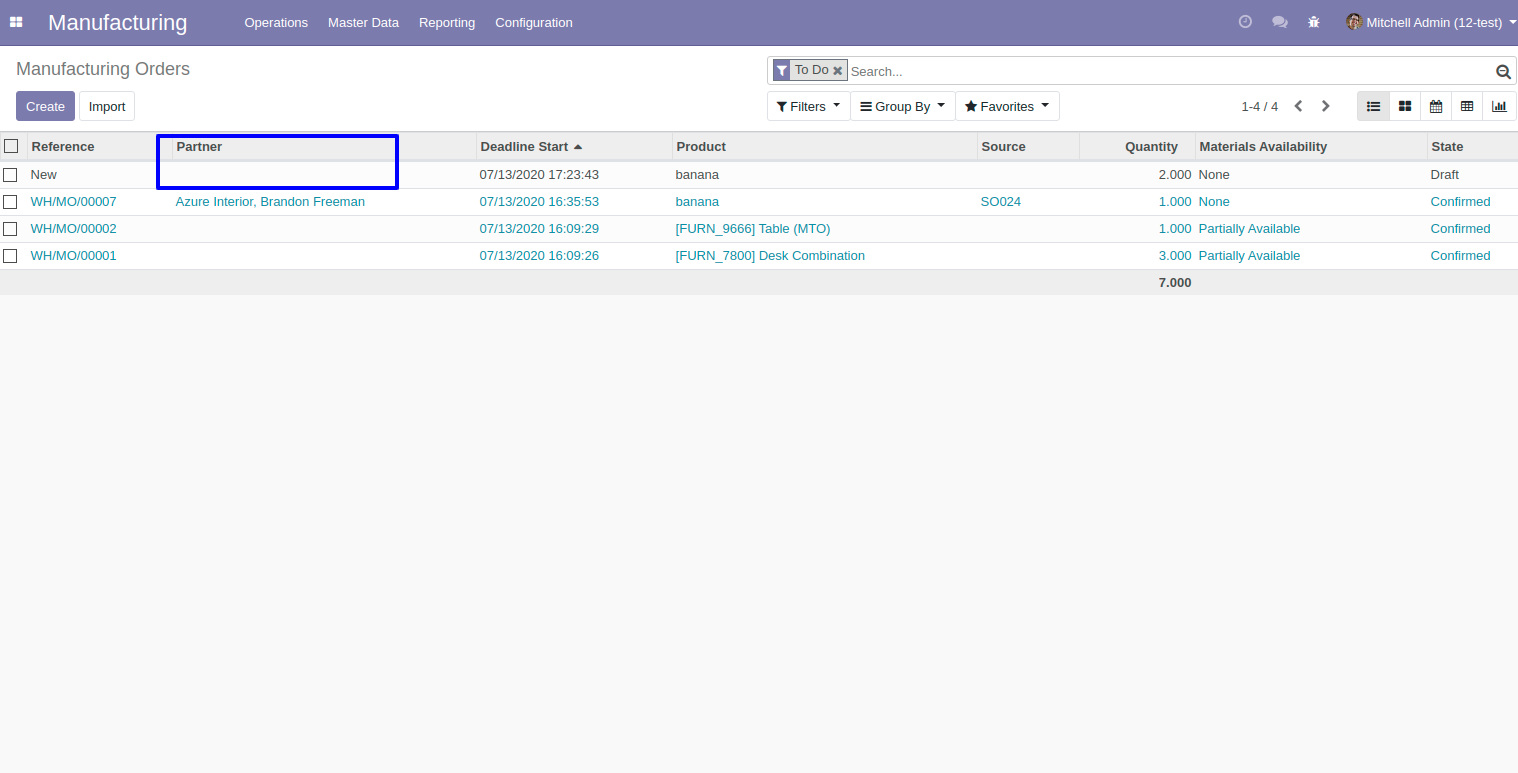 Manufacturing Operations Master Data Reporting Configuration Mitchell Admin (12-test)
Manufacturing Orders To Do Search...
Create Import Filters Group By Favorites 1-4 / 4
Reference Partner Deadline Start Product Source Quantity Materials Availability State
New 07/13/2020 17:23:43 banana 2.000 None Draft
WH/MO/00007 Azure Interior, Brandon Freeman 07/13/2020 16:35:53 banana SO024 1.000 None Confirmed
WH/MO/00002 07/13/2020 16:09:29 [FURN_9666] Table (MTO) 1.000 Partially Available Confirmed
WH/MO/00001 07/13/2020 16:09:26 [FURN_7800] Desk Combination 3.000 Partially Available Confirmed
7.000